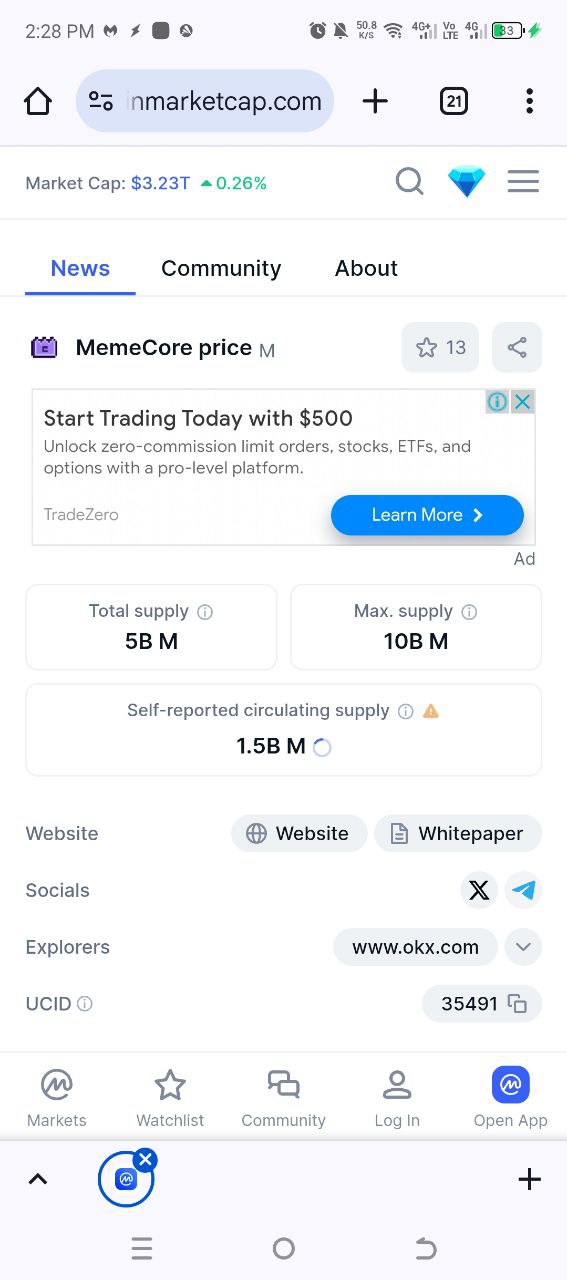 2:28 PM
50.8 K/S 4G+ Vo LTE 4G 33
nmarketcap.com 21
Market Cap: $3.23T 0.26%
News Community About
MemeCore price M 13
Start Trading Today with $500
Unlock zero-commission limit orders, stocks, ETFs, and
options with a pro-level platform.
TradeZero Learn More
Ad
Total supply Max. supply
5B M 10B M
Self-reported circulating supply
1.5B M
Website Website Whitepaper
Socials
Explorers www.okx.com
UCID 35491
Markets Watchlist Community Log In Open App